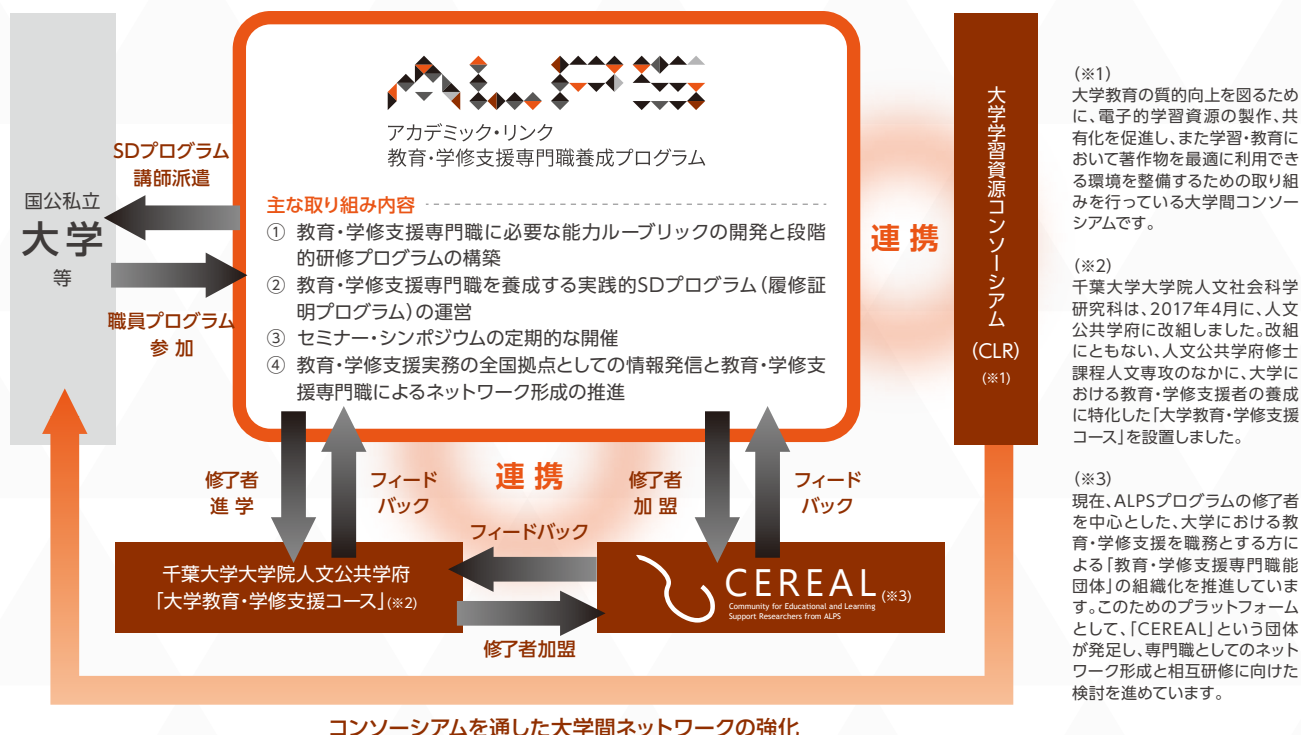 国公私立
大学
等
SDプログラム
講師派遣
職員プログラム
参 加
ALPS
アカデミック・リンク
教育・学修支援専門職養成プログラム
主な取り組み内容
① 教育・学修支援専門職に必要な能力ルーブリックの開発と段階
的研修プログラムの構築
② 教育・学修支援専門職を養成する実践的SDプログラム（履修証
明プログラム）の運営
③ セミナー・シンポジウムの定期的な開催
④ 教育・学修支援実務の全国拠点としての情報発信と教育・学修支
援専門職によるネットワーク形成の推進
連 携
大学学習資源コンソーシアム
(CLR)
(※1)
修了者
進 学
フィード
バック
連 携
修了者
加 盟
フィード
バック
フィードバック
千葉大学大学院人文公共学府
「大学教育・学修支援コース」(※2)
修了者加盟
CEREAL(※3)
Community for Educational and Learning
Support Researchers from ALPS
コンソーシアムを通した大学間ネットワークの強化
(※1)
大学教育の質的向上を図るため
に、電子的学習資源の製作、共
有化を促進し、また学習・教育に
おいて著作物を最適に利用でき
る環境を整備するための取り組
みを行っている大学間コンソー
シアムです。
(※2)
千葉大学大学院人文社会科学
研究科は、2017年4月に、人文
公共学府に改組しました。改組
にともない、人文公共学府修士
課程人文専攻のなかに、大学に
おける教育・学修支援者の養成
に特化した「大学教育・学修支援
コース」を設置しました。
(※3)
現在、ALPSプログラムの修了者
を中心とした、大学における教
育・学修支援を職務とする方に
よる「教育・学修支援専門職能
団体」の組織化を推進していま
す。このためのプラットフォーム
として、「CEREAL」という団体
が発足し、専門職としてのネット
ワーク形成と相互研修に向けた
検討を進めています。